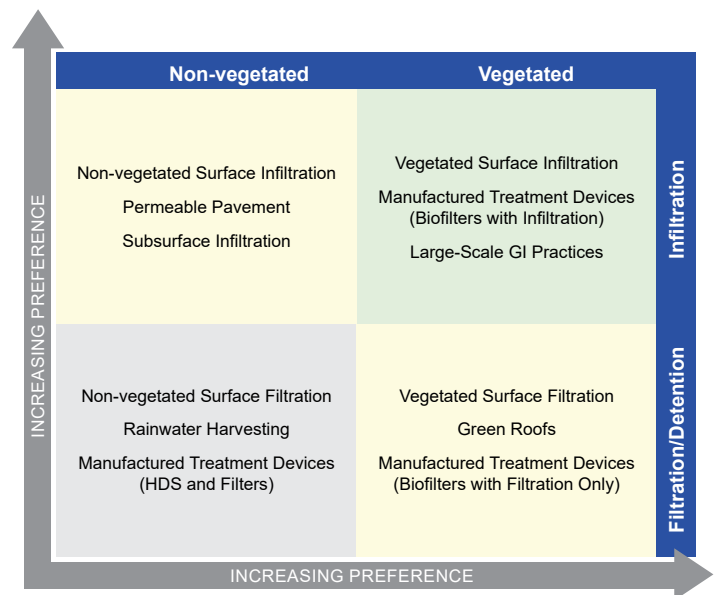 Non-vegetated
Vegetated
Non-vegetated Surface Infiltration
Permeable Pavement
Subsurface Infiltration
Vegetated Surface Infiltration
Manufactured Treatment Devices
(Biofilters with Infiltration)
Large-Scale GI Practices
Infiltration
Non-vegetated Surface Filtration
Rainwater Harvesting
Manufactured Treatment Devices
(HDS and Filters)
Vegetated Surface Filtration
Green Roofs
Manufactured Treatment Devices
(Biofilters with Filtration Only)
Filtration/Detention
INCREASING PREFERENCE
INCREASING PREFERENCE